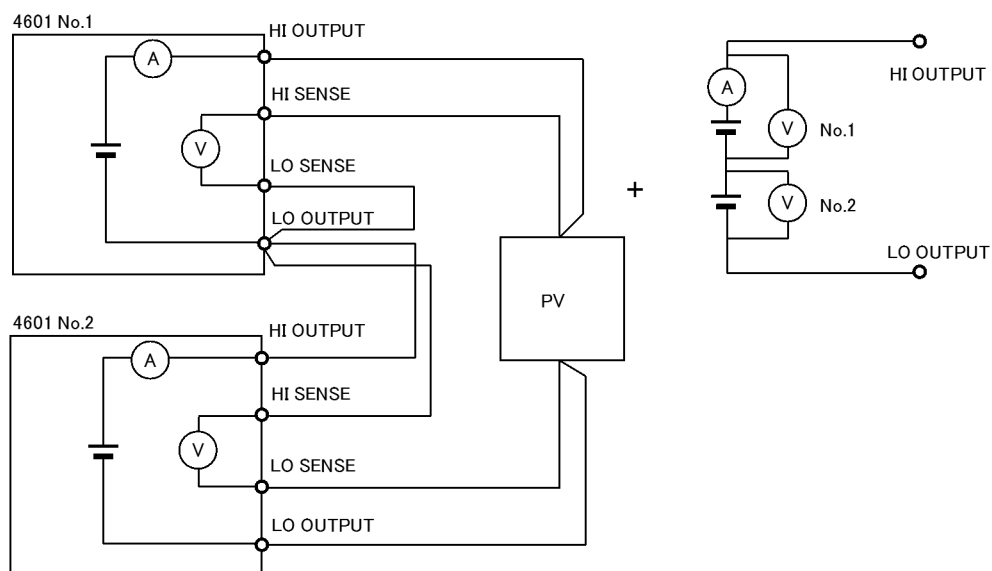 4601 No.1
HI OUTPUT
A
HI SENSE
V
LO SENSE
LO OUTPUT
4601 No.2
HI OUTPUT
A
HI SENSE
V
LO SENSE
LO OUTPUT
PV
+
HI OUTPUT
A
V
No.1
V
No.2
LO OUTPUT